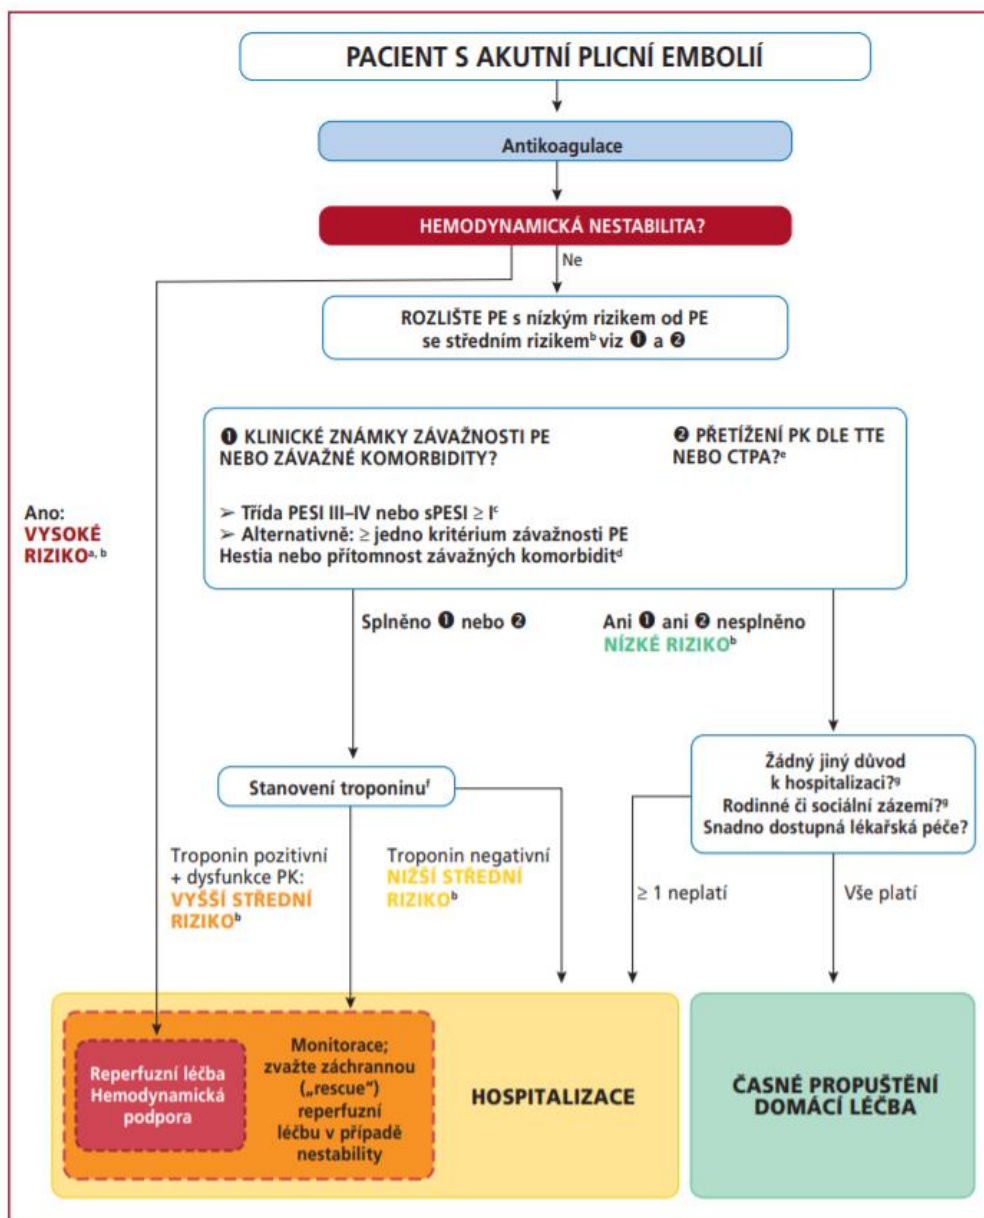 PACIENT S AKUTNÍ PLICNÍ EMBOLIÍ
Antikoagulace
HEMODYNAMICKÁ NESTABILITA?
Ne
ROZLIŠTE PE S NÍZKÝM RIZIKEM OD PE
se středním rizikemᵇ viz ❶ a ❷
❶ KLINICKÉ ZNÁMKY ZÁVAŽNOSTI PE
NEBO ZÁVAŽNÉ KOMORBIDITY?
➢ Třída PESI III–IV nebo sPESI ≥ Iᶜ
➢ Alternativně: ≥ jedno kritérium závažnosti PE
Hestia nebo přítomnost závažných komorbiditᵈ
❷ PŘETÍŽENÍ PK DLE TTE
NEBO CTPA?ᵉ
Ano:
VYSOKÉ
RIZIKOᵃ, ᵇ
Splněno ❶ nebo ❷
Ani ❶ ani ❷ nesplněno
NÍZKÉ RIZIKOᵇ
Stanovení troponinuᶠ
Žádný jiný důvod
k hospitalizaci?ᵍ
Rodinné či sociální zázemí?ᵍ
Snadno dostupná lékařská péče?
Troponin pozitivní
+ dysfunkce PK:
VYŠŠÍ STŘEDNÍ
RIZIKOᵇ
Troponin negativní
NIŽŠÍ STŘEDNÍ
RIZIKOᵇ
≥ 1 neplatí
Vše platí
Reperfuzní léčba
Hemodynamická
podpora
Monitorace;
zvažte záchrannou
(„rescue“)
reperfuzní
léčbu v případě
nestability
HOSPITALIZACE
ČASNÉ PROPUŠTĚNÍ
DOMÁCÍ LÉČBA